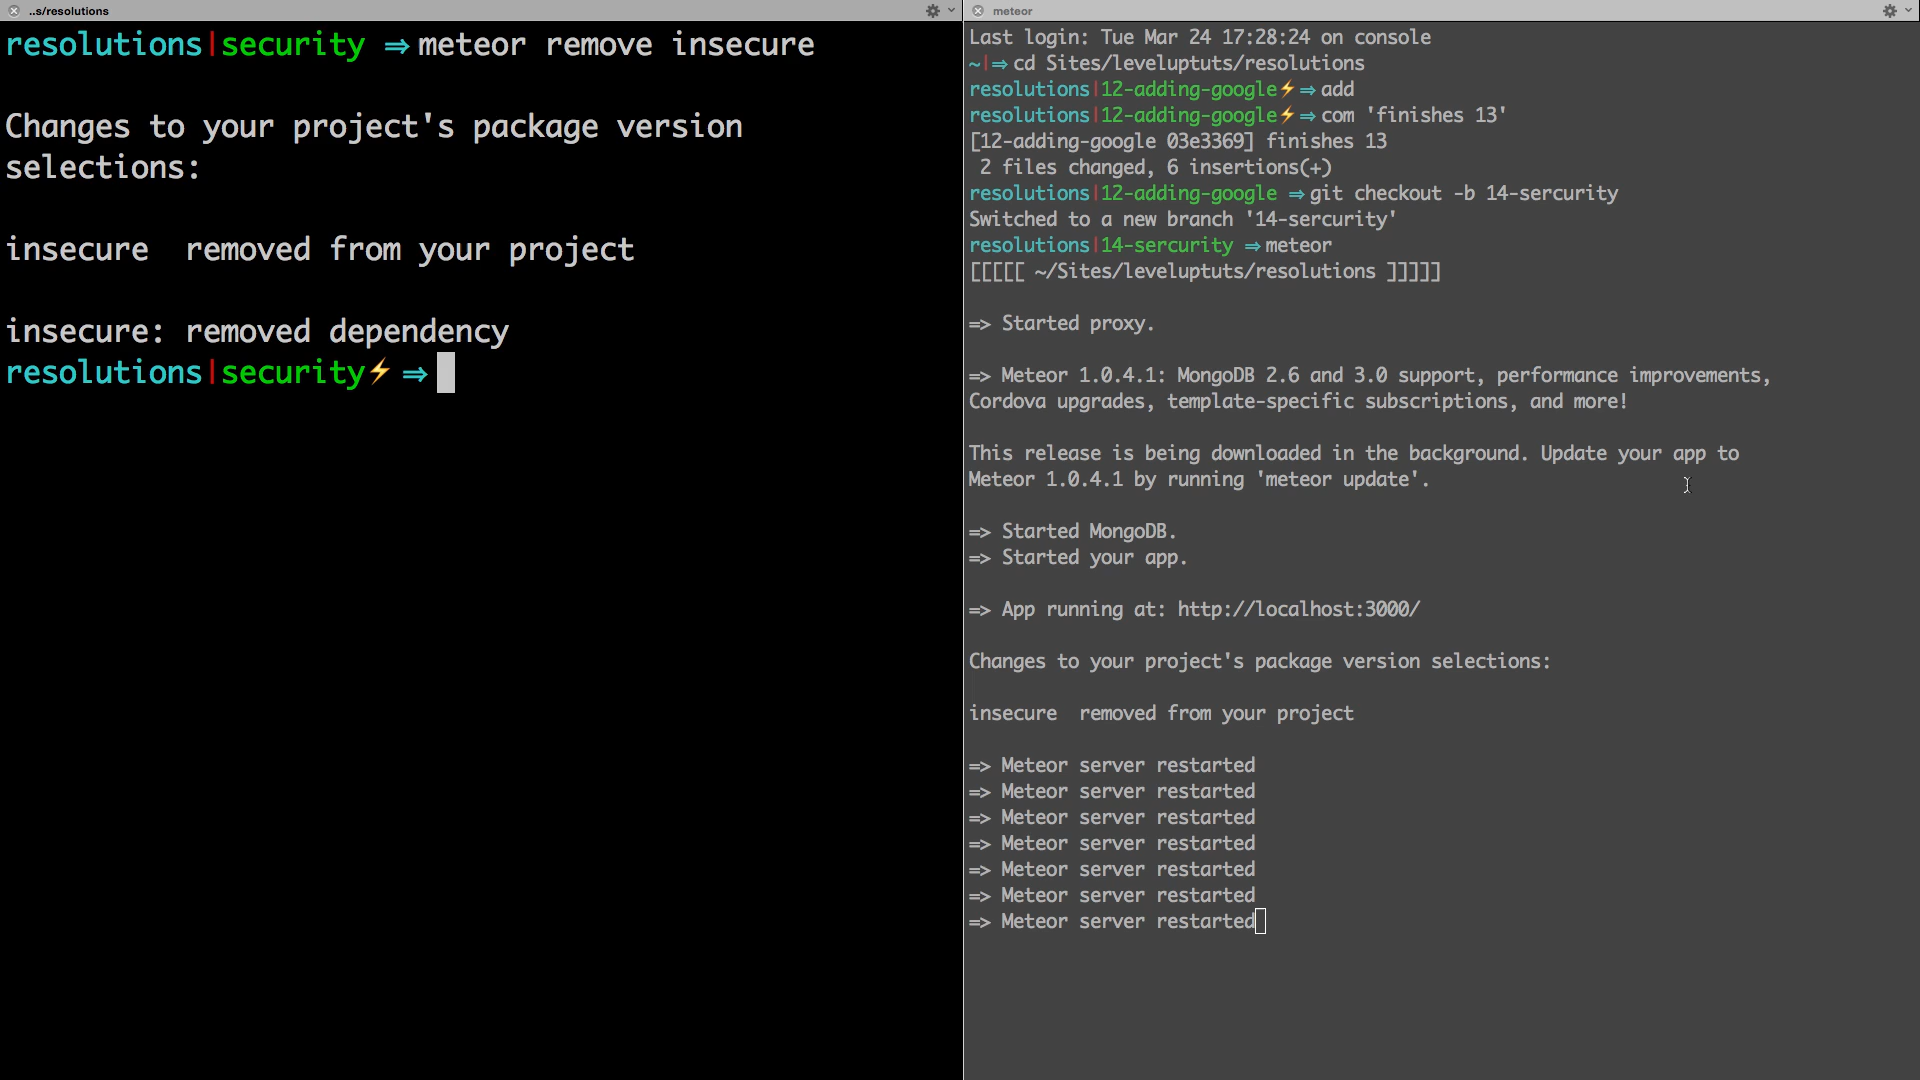 ..s/resolutions
resolutions|security ⇒ meteor remove insecure
Changes to your project's package version
selections:
insecure  removed from your project
insecure: removed dependency
resolutions|security⚡ ⇒
meteor
Last login: Tue Mar 24 17:28:24 on console
~|⇒ cd Sites/leveluptuts/resolutions
resolutions|12-adding-google⚡ ⇒ add
resolutions|12-adding-google⚡ ⇒ com 'finishes 13'
[12-adding-google 03e3369] finishes 13
 2 files changed, 6 insertions(+)
resolutions|12-adding-google ⇒ git checkout -b 14-sercurity
Switched to a new branch '14-sercurity'
resolutions|14-sercurity ⇒ meteor
[[[[[ ~/Sites/leveluptuts/resolutions ]]]]]
=> Started proxy.
=> Meteor 1.0.4.1: MongoDB 2.6 and 3.0 support, performance improvements,
Cordova upgrades, template-specific subscriptions, and more!
This release is being downloaded in the background. Update your app to
Meteor 1.0.4.1 by running 'meteor update'.
=> Started MongoDB.
=> Started your app.
=> App running at: http://localhost:3000/
Changes to your project's package version selections:
insecure  removed from your project
=> Meteor server restarted
=> Meteor server restarted
=> Meteor server restarted
=> Meteor server restarted
=> Meteor server restarted
=> Meteor server restarted
=> Meteor server restarted